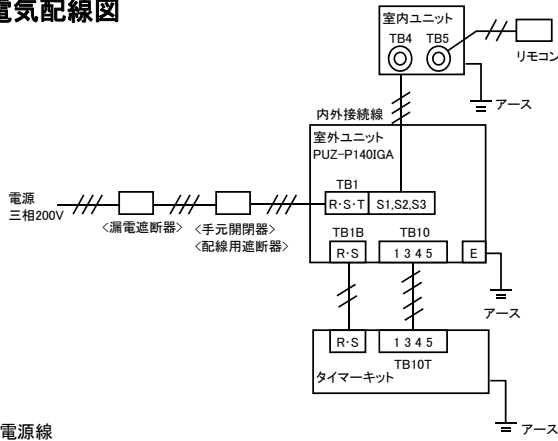 電気配線図
室内ユニット
TB4 TB5
リモコン
アース
内外接続線
室外ユニット
PUZ-P140IGA
TB1
R・S・T S1,S2,S3
電源
三相200V
<漏電遮断器>
<手元開閉器>
<配線用遮断器>
TB1B TB10
R・S 1 3 4 5 E
アース
R・S 1 3 4 5
TB10T
タイマーキット
アース
電源線